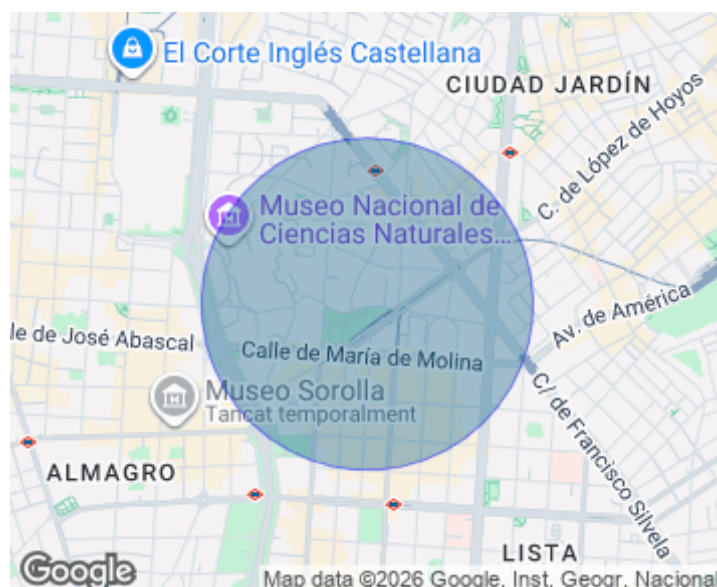 El Corte Inglés Castellana
CIUDAD JARDÍN
C. de López de Hoyos
Museo Nacional de
Ciencias Naturales...
Av. de América
le de José Abascal
Calle de María de Molina
Museo Sorolla
Tancat temporalment
C/ de Francisco Silvela
ALMAGRO
LISTA
Google
Map data ©2026 Google, Inst. Geogr. Nacional